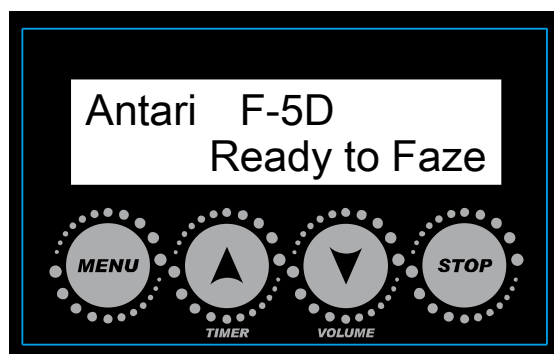 Antari F-5D
Ready to Faze
MENU
STOP
TIMER
VOLUME